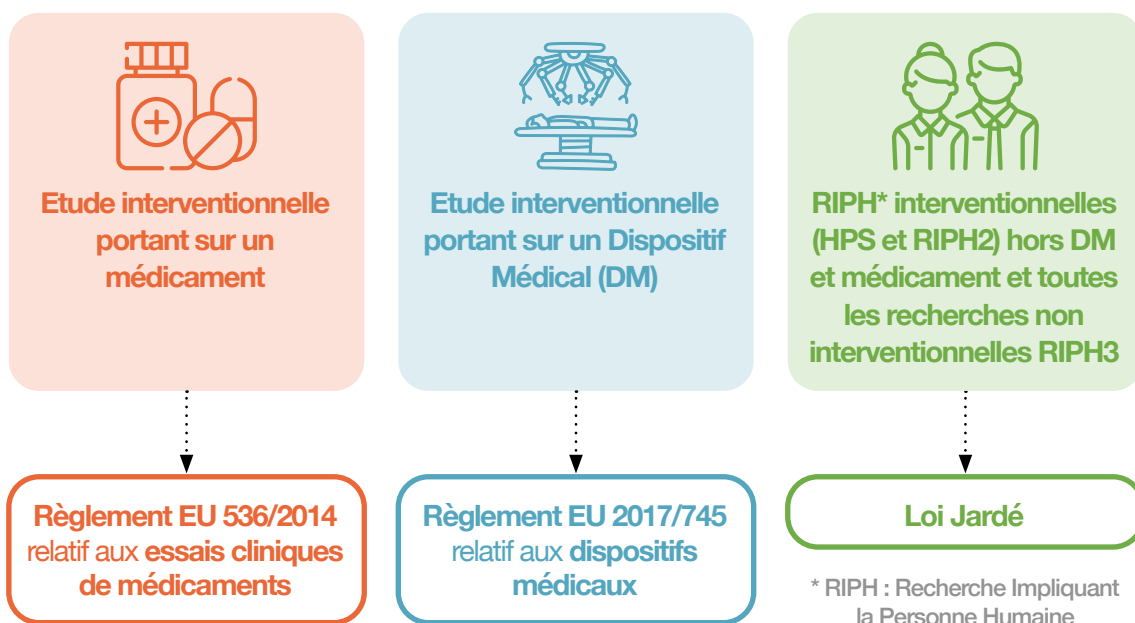 Etude interventionnelle
portant sur un
médicament
Etude interventionnelle
portant sur un Dispositif
Médical (DM)
RIPH* interventionnelles
(HPS et RIPH2) hors DM
et médicament et toutes
les recherches non
interventionnelles RIPH3
Règlement EU 536/2014
relatif aux essais cliniques
de médicaments
Règlement EU 2017/745
relatif aux dispositifs
médicaux
Loi Jardé
* RIPH : Recherche Impliquant
la Personne Humaine